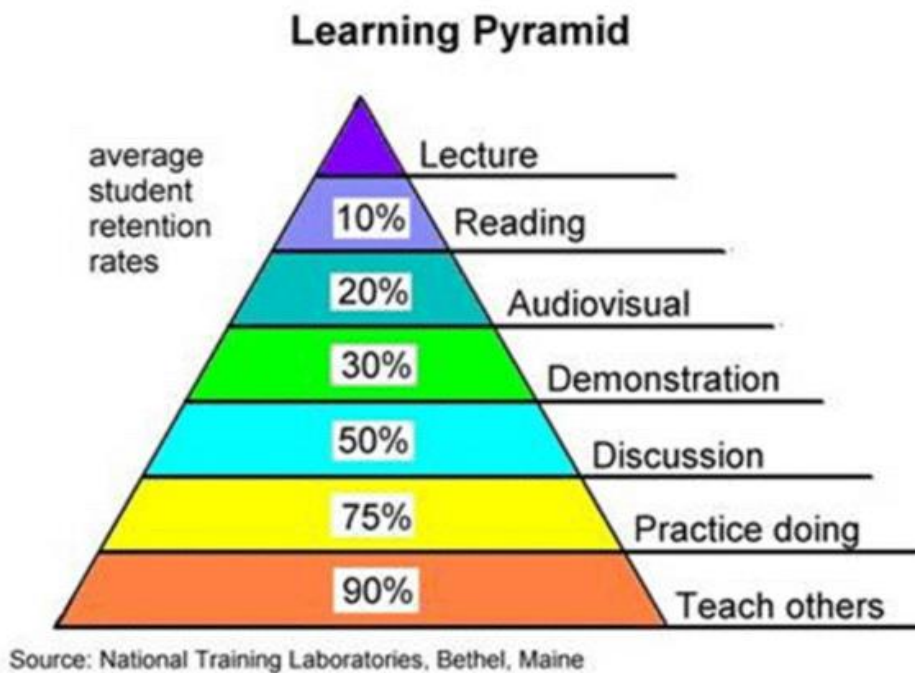 Learning Pyramid
average
student
retention
rates
Lecture
10%
Reading
20%
Audiovisual
30%
Demonstration
50%
Discussion
75%
Practice doing
90%
Teach others
Source: National Training Laboratories, Bethel, Maine